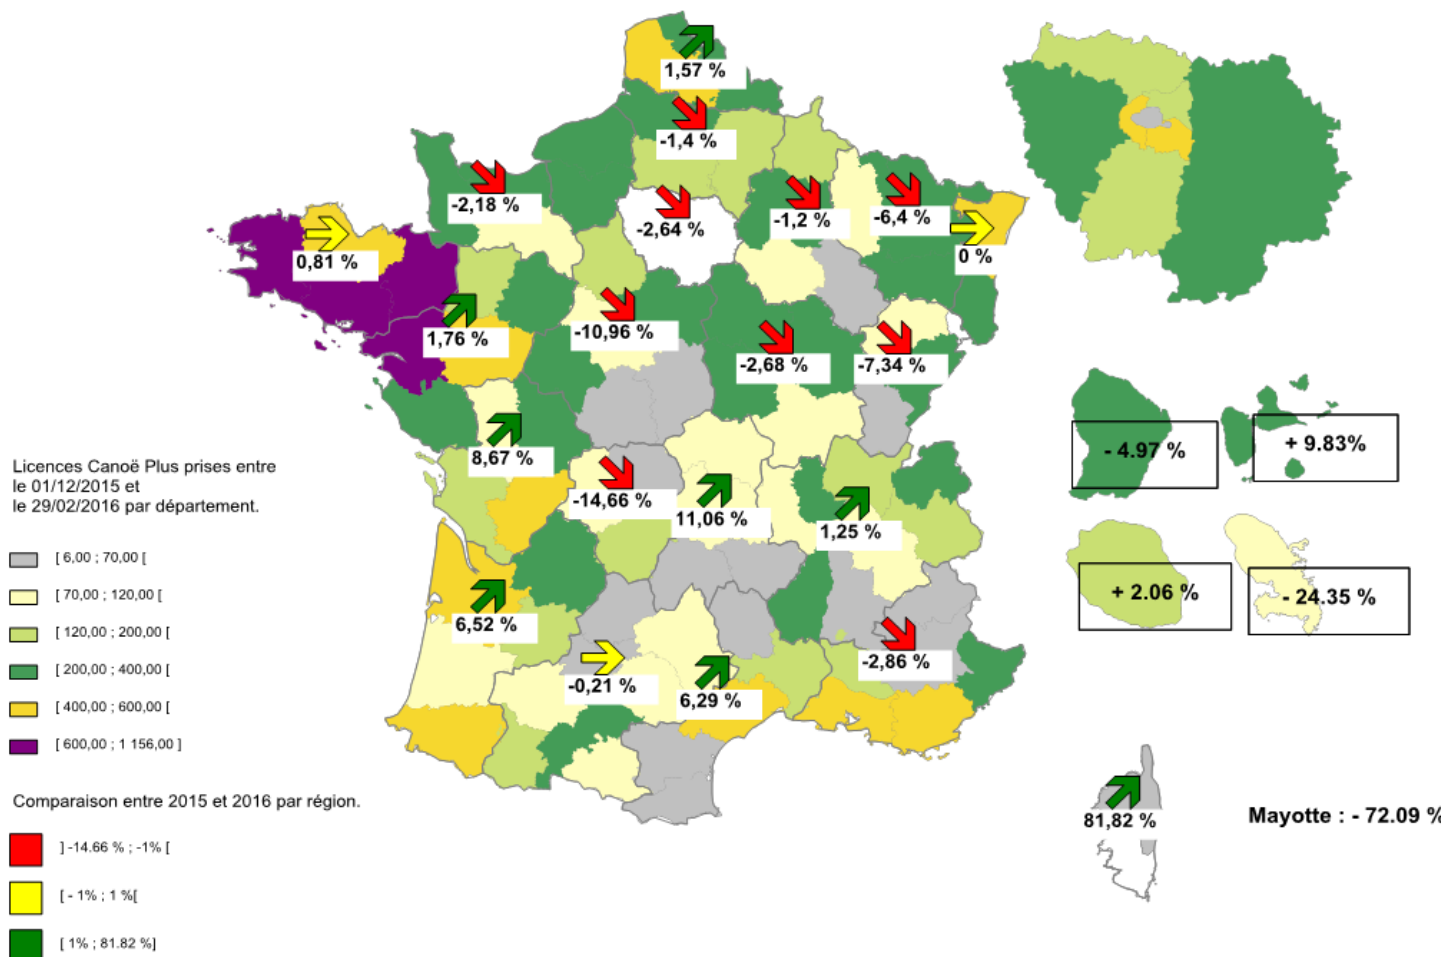 1,57 %
-1,4 %
-2,18 %
-2,64 %
-1,2 %
-6,4 %
0,81 %
0 %
1,76 %
-10,96 %
-2,68 %
-7,34 %
8,67 %
-14,66 %
11,06 %
1,25 %
6,52 %
-0,21 %
6,29 %
-2,86 %
- 4.97 %
+ 9.83%
+ 2.06 %
- 24.35 %
81,82 %
Mayotte : - 72.09 %
Licences Canoë Plus prises entre
le 01/12/2015 et
le 29/02/2016 par département.
[ 6,00 ; 70,00 [
[ 70,00 ; 120,00 [
[ 120,00 ; 200,00 [
[ 200,00 ; 400,00 [
[ 400,00 ; 600,00 [
[ 600,00 ; 1 156,00 ]
Comparaison entre 2015 et 2016 par région.
] -14.66 % ; -1% [
[ - 1% ; 1 %[
[ 1% ; 81.82 %]